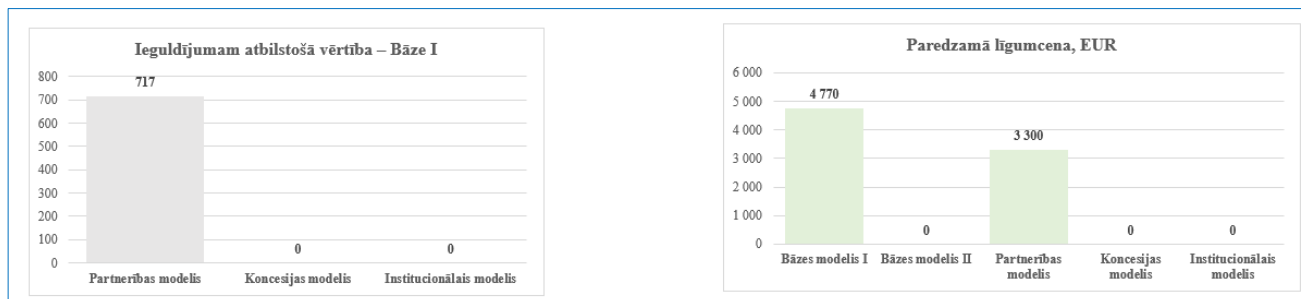 Ieguldījumam atbilstošā vērtība – Bāze I
800
700
600
500
400
300
200
100
0
717
0
0
Partnerības modelis
Koncesijas modelis
Institucionālais modelis
Paredzamā līgumcena, EUR
6 000
5 000
4 000
3 000
2 000
1 000
0
4 770
0
3 300
0
0
Bāzes modelis I
Bāzes modelis II
Partnerības
modelis
Koncesijas
modelis
Institucionālais
modelis